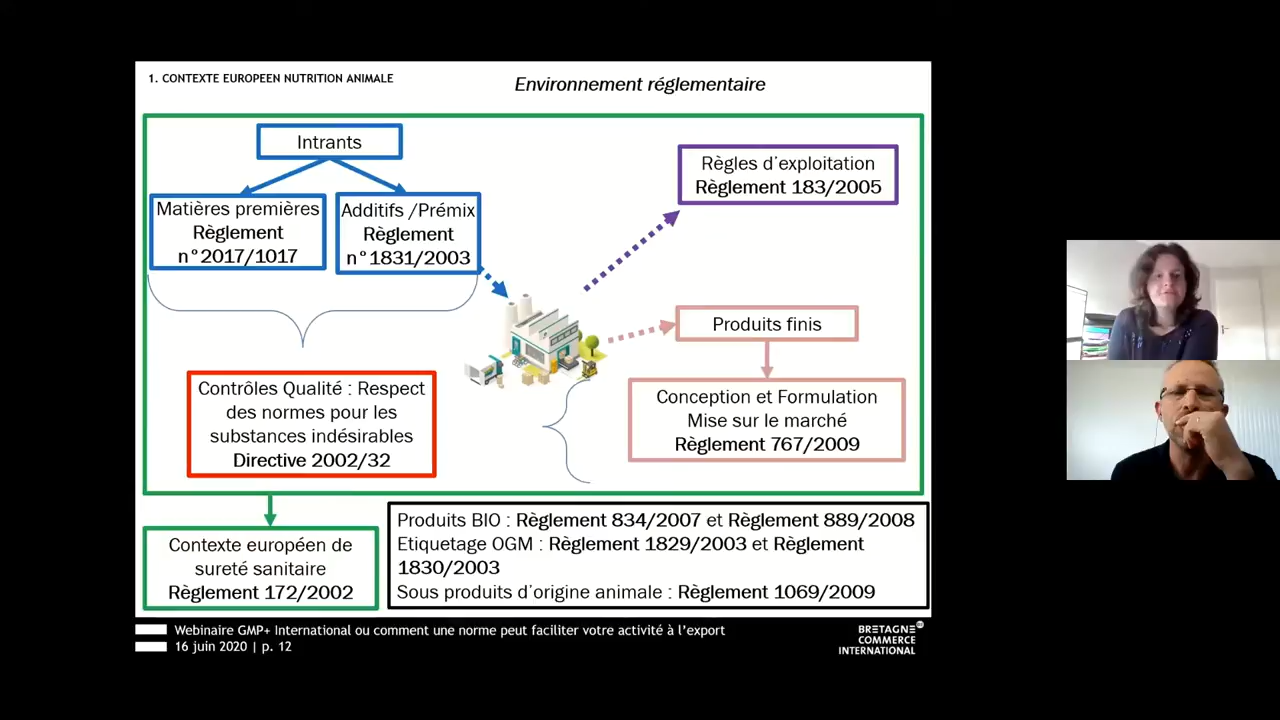 1. CONTEXTE EUROPEEN NUTRITION ANIMALE
Environnement réglementaire
Intrants
Matières premières
Règlement
n°2017/1017
Additifs /Prémix
Règlement
n°1831/2003
Règles d'exploitation
Règlement 183/2005
Produits finis
Conception et Formulation
Mise sur le marché
Règlement 767/2009
Contrôles Qualité : Respect
des normes pour les
substances indésirables
Directive 2002/32
Contexte européen de
sureté sanitaire
Règlement 172/2002
Produits BIO : Règlement 834/2007 et Règlement 889/2008
Etiquetage OGM : Règlement 1829/2003 et Règlement
1830/2003
Sous produits d'origine animale : Règlement 1069/2009
Webinaire GMP+ International ou comment une norme peut faciliter votre activité à l'export
16 juin 2020 | p. 12
BRETAGNE
COMMERCE
INTERNATIONAL